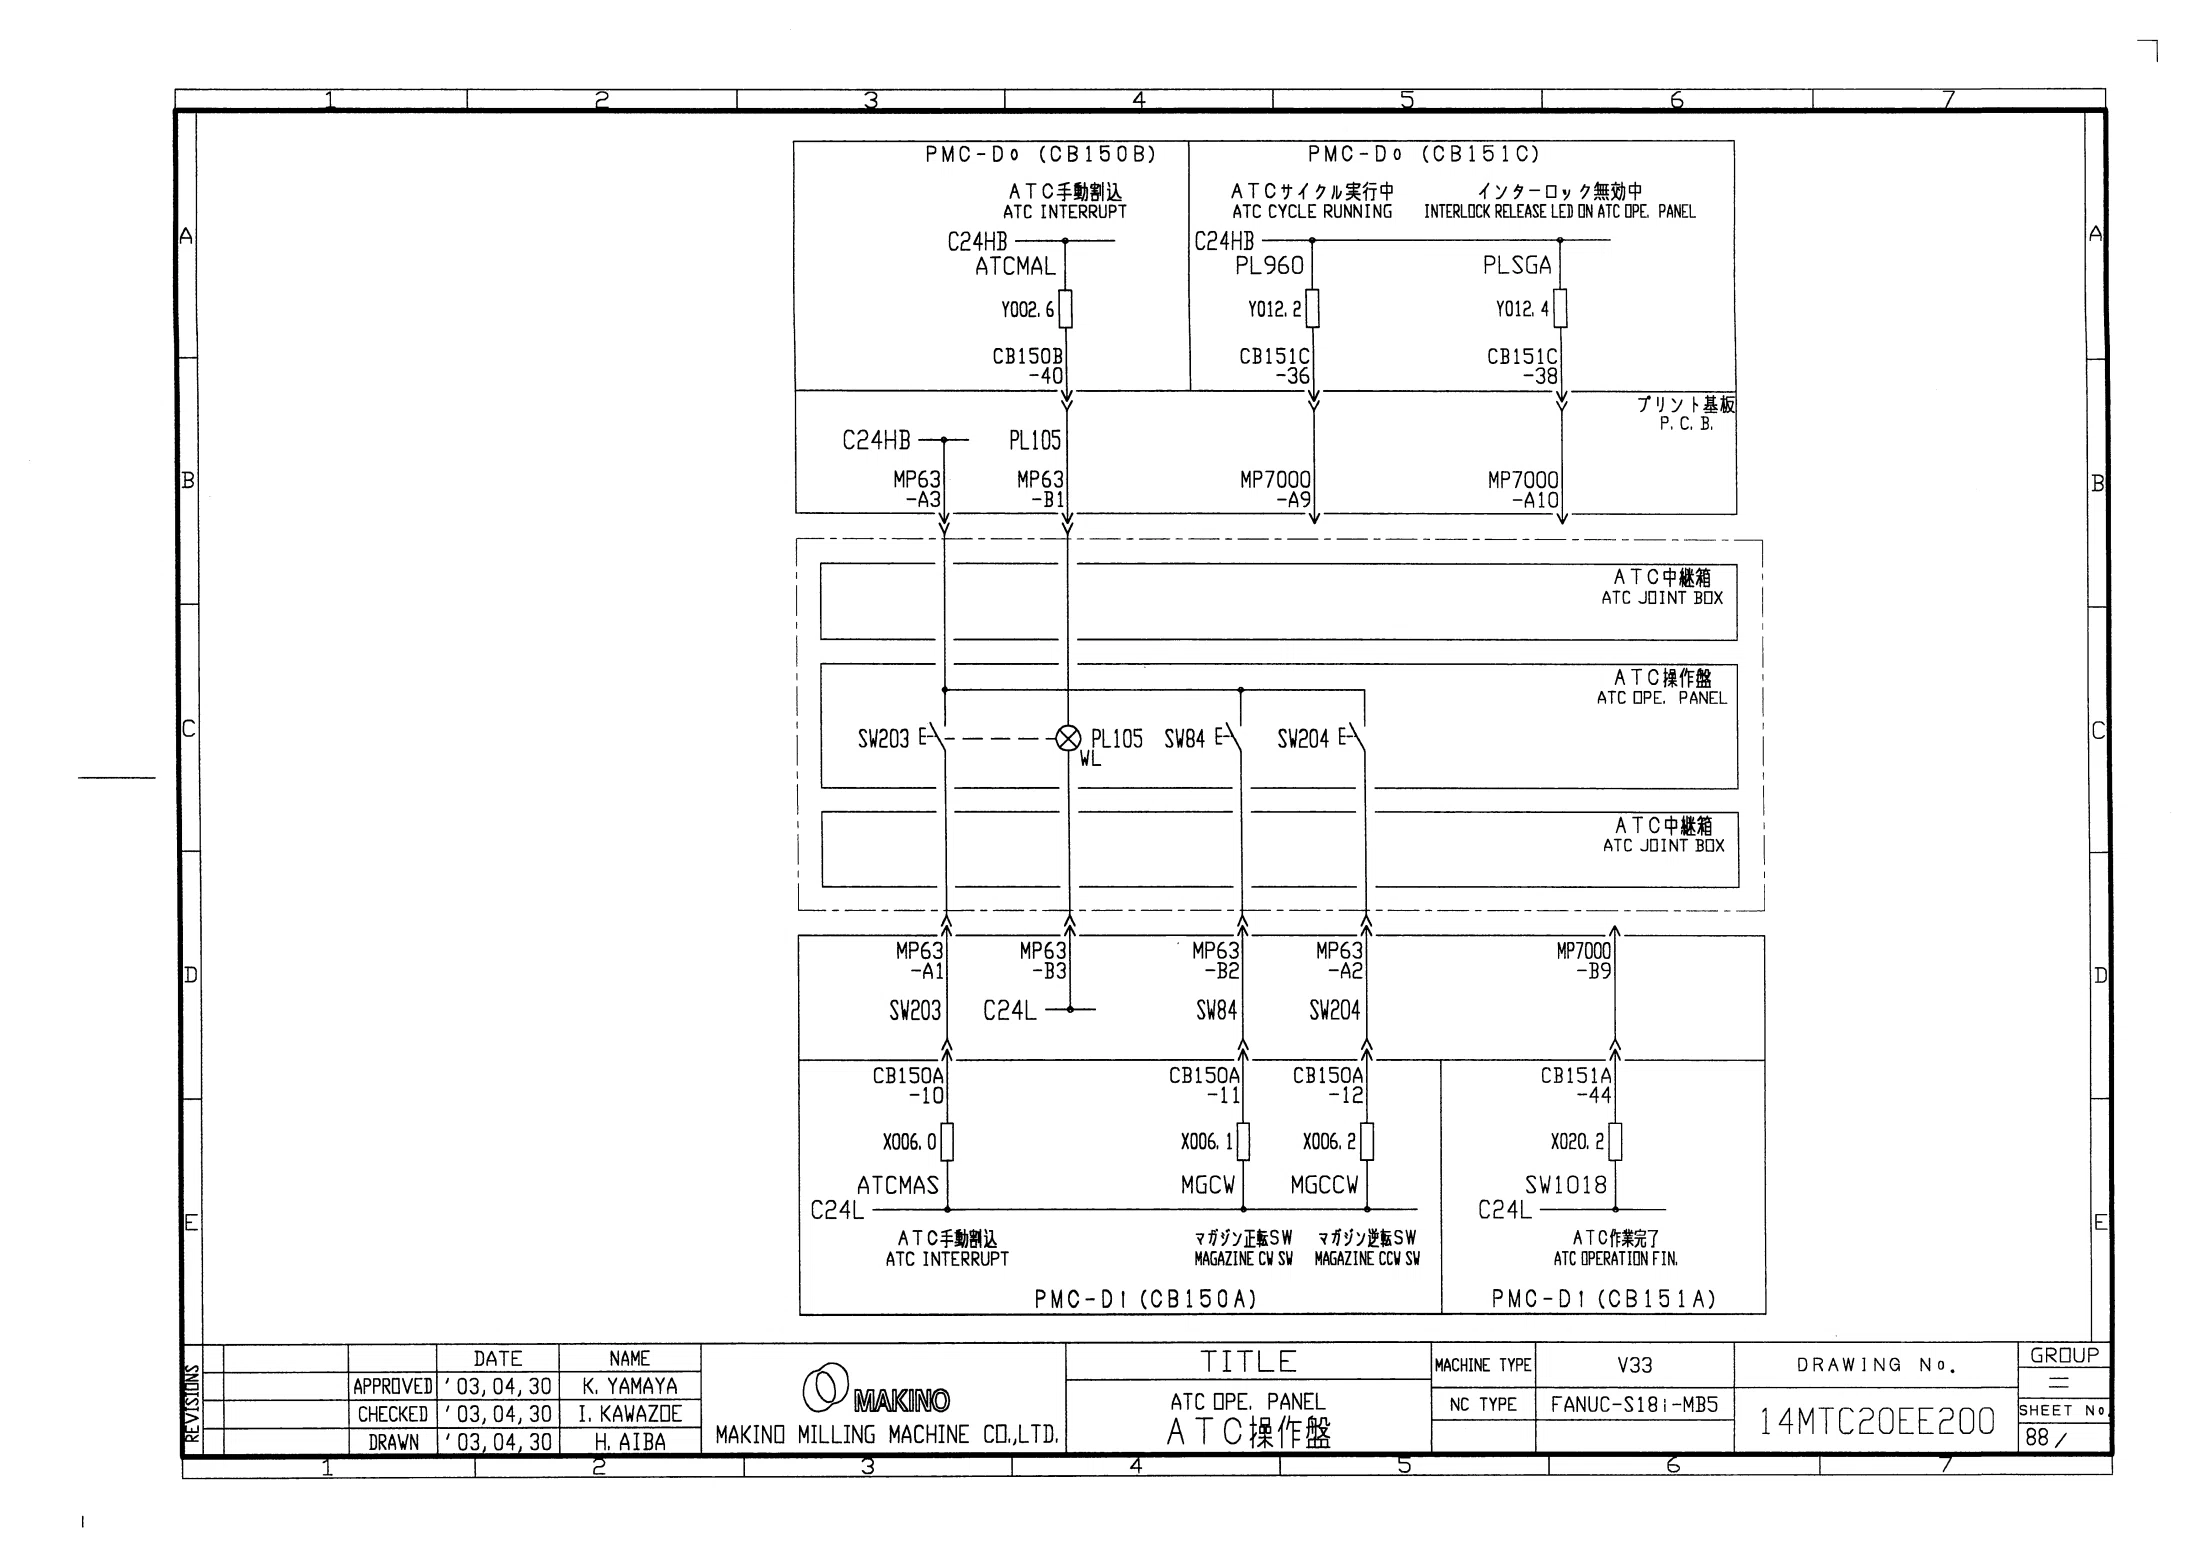 1 2 3 4 5 6 7
PMC-Do (CB150B)
PMC-Do (CB151C)
ATC手動割込
ATC INTERRUPT
ATCサイクル実行中
ATC CYCLE RUNNING
インターロック無効中
INTERLOCK RELEASE LED ON ATC OPE. PANEL
A
A
C24HB
C24HB
ATCMAL
PL960
PLSGA
Y002.6
Y012.2
Y012.4
CB150B
-40
CB151C
-36
CB151C
-38
プリント基板
P.C.B.
C24HB
PL105
B
B
MP63
-A3
MP63
-B1
MP7000
-A9
MP7000
-A10
ATC中継箱
ATC JOINT BOX
ATC操作盤
ATC OPE. PANEL
C
C
SW203
E
PL105
WL
SW84
E
SW204
E
ATC中継箱
ATC JOINT BOX
D
D
MP63
-A1
MP63
-B3
MP63
-B2
MP63
-A2
MP7000
-B9
SW203
C24L
SW84
SW204
CB150A
-10
CB150A
-11
CB150A
-12
CB151A
-44
X006.0
X006.1
X006.2
X020.2
ATCMAS
MGCW
MGCCW
SW1018
C24L
C24L
E
E
ATC手動割込
ATC INTERRUPT
マガジン正転SW
MAGAZINE CW SW
マガジン逆転SW
MAGAZINE CCW SW
ATC作業完了
ATC OPERATION FIN.
PMC-DI (CB150A)
PMC-DI (CB151A)
REVISIONS
DATE NAME
APPROVED '03,04,30 K. YAMAYA
CHECKED '03,04,30 I. KAWAZOE
DRAWN '03,04,30 H. AIBA
MAKINO
MAKINO MILLING MACHINE CO.,LTD.
TITLE
ATC OPE. PANEL
ATC操作盤
MACHINE TYPE V33
NC TYPE FANUC-S18i-MB5
DRAWING No.
14MTC20EE200
GROUP
=
SHEET No.
88/
1 2 3 4 5 6 7